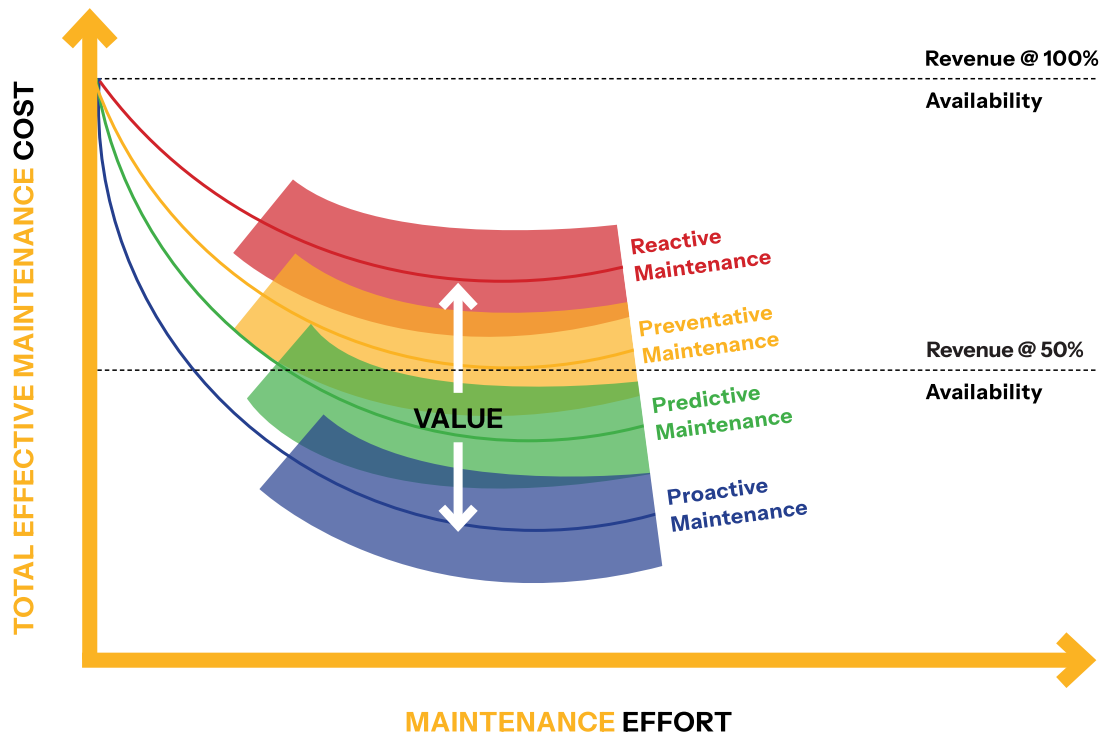 Revenue @ 100%
Availability
TOTAL EFFECTIVE MAINTENANCE COST
Reactive
Maintenance
Preventative
Maintenance
Revenue @ 50%
Availability
Predictive
Maintenance
VALUE
Proactive
Maintenance
MAINTENANCE EFFORT